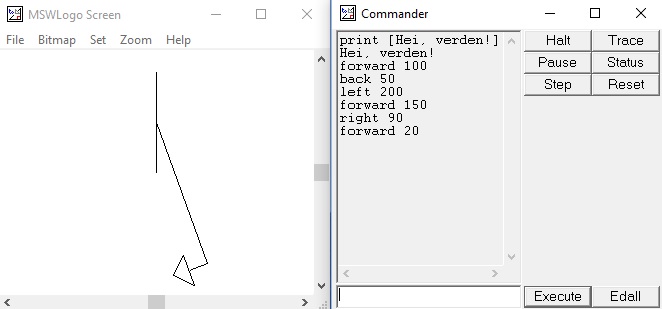 MSWLogo Screen
File Bitmap Set Zoom Help
Commander
print [Hei, verden!]
Hei, verden!
forward 100
back 50
left 200
forward 150
right 90
forward 20
Halt Trace
Pause Status
Step Reset
Execute Edall